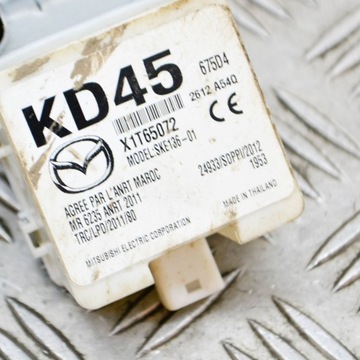 KD45 675D4
2612 A540
X1T65072
MODEL:SKE136-01
CE
AGREE PAR L'ANRT MAROC
MR 6235 ANRT 2011
TRC/LPD/2011/60
24933/SDPPI/2012
1953
MITSUBISHI ELECTRIC CORPORATION
MADE IN THAILAND